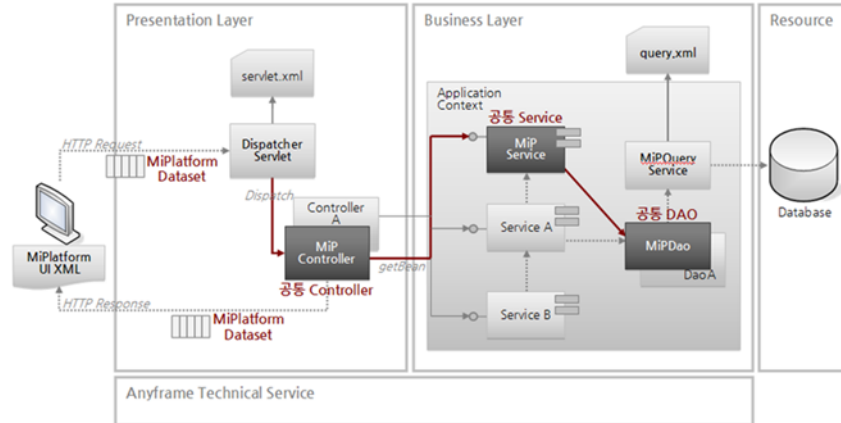 Presentation Layer
Business Layer
Resource
servlet.xml
query.xml
Application
Context
공통 Service
HTTP Request
MiPlatform
Dataset
Dispatcher
Servlet
MiP
Service
MiPQuery
Service
Database
Dispatch
Controller
A
Service A
공통 DAO
MiPDao
Dao A
MiP
Controller
getBean
공통 Controller
MiPlatform
UI XML
HTTP Response
MiPlatform
Dataset
Service B
Anyframe Technical Service